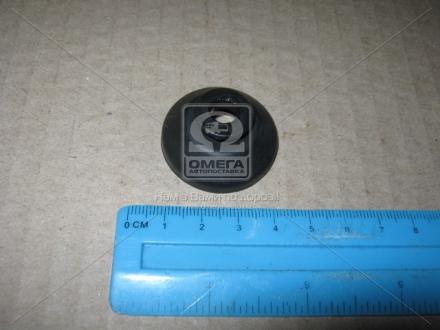 ОМЕГА
АВТОПОСТАВКА
Нам з Вами по дорозі!
0 CM 1 2 3 4 5 6 7 8